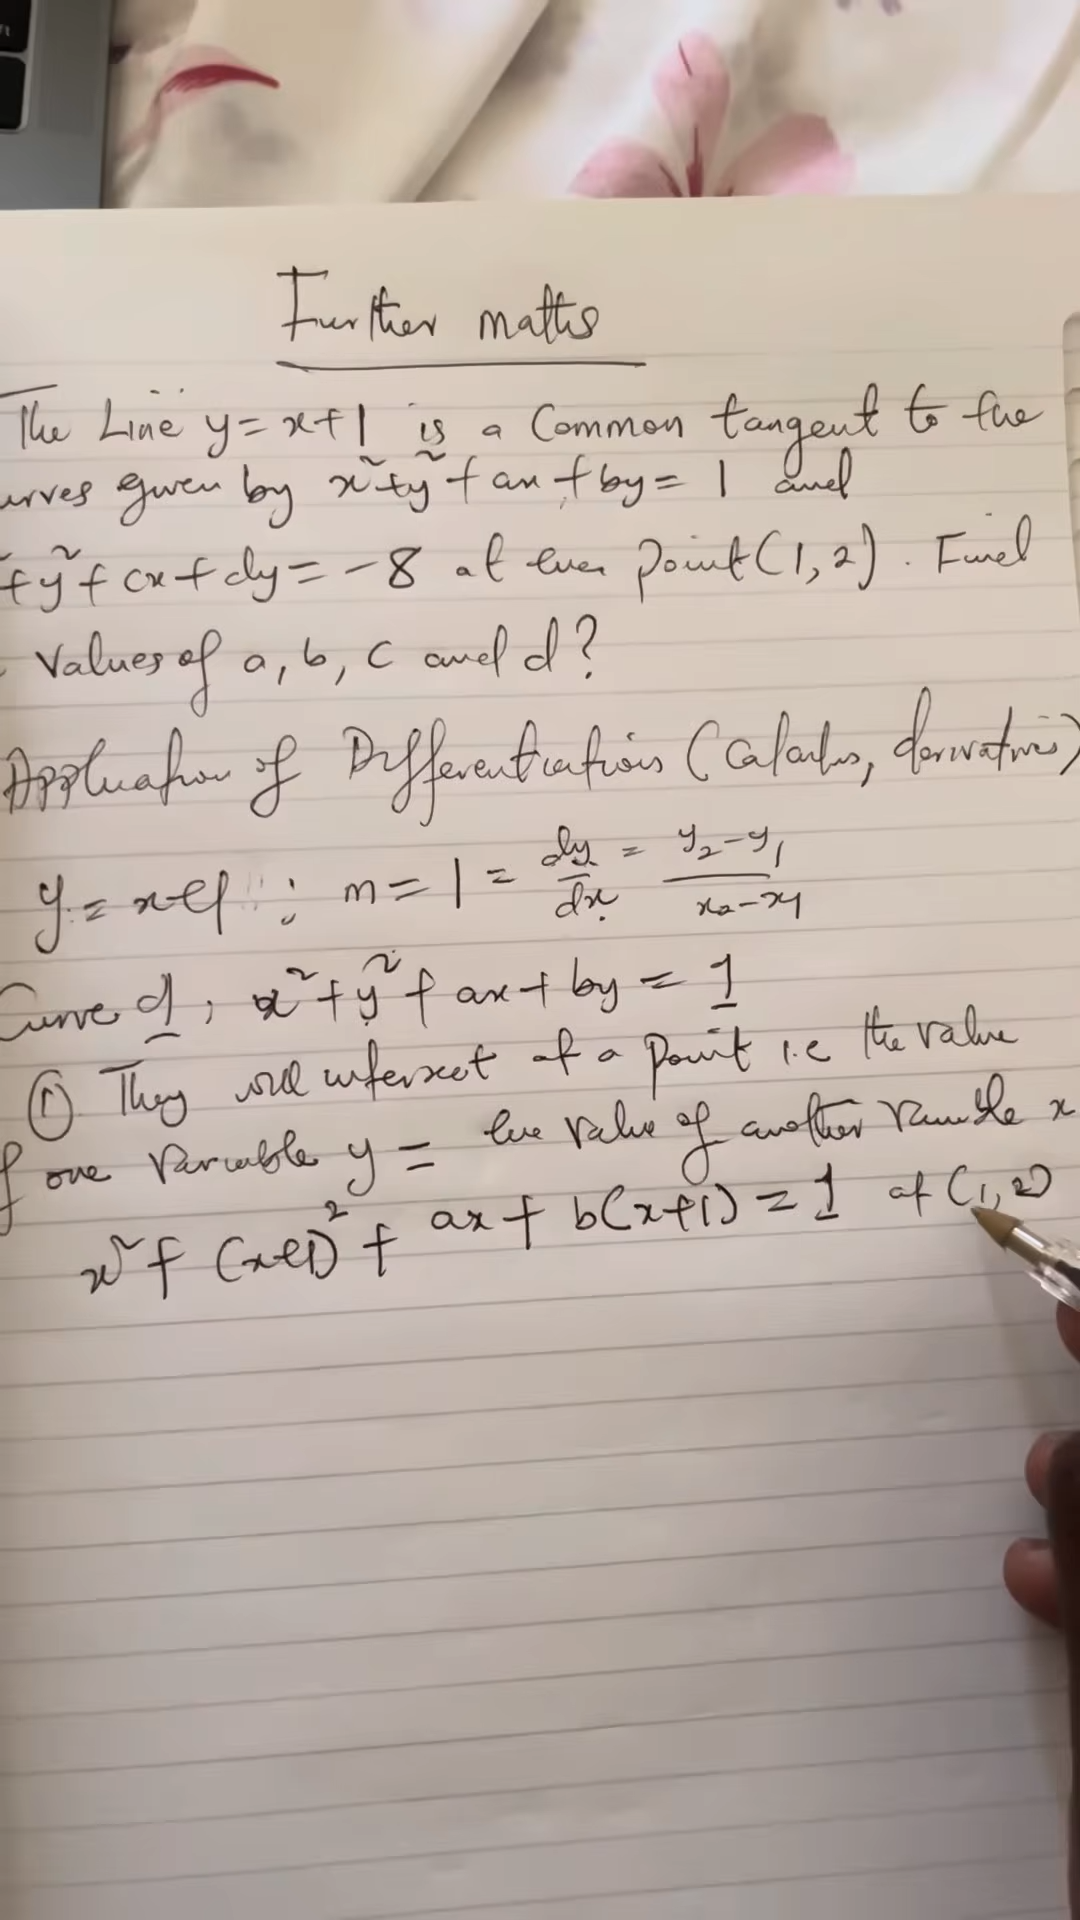 Further maths
The Line y = x+1 is a Common tangent to the
urves given by x²+y²+ax+by = 1 and
+y²+cx+dy = -8 at the point (1,2). Find
values of a, b, c and d?
Application of Differentiation (Calculus, derivatives)
y = x+1 ; m = 1 = dy/dx = y₂-y₁/x₂-x₁
Curve 1, x²+y²+ax+by = 1
① They will intersect at a point i.e the value
f one variable y = the value of another variable x
x²+(x+1)²+ax+b(x+1) = 1 at (1,2)